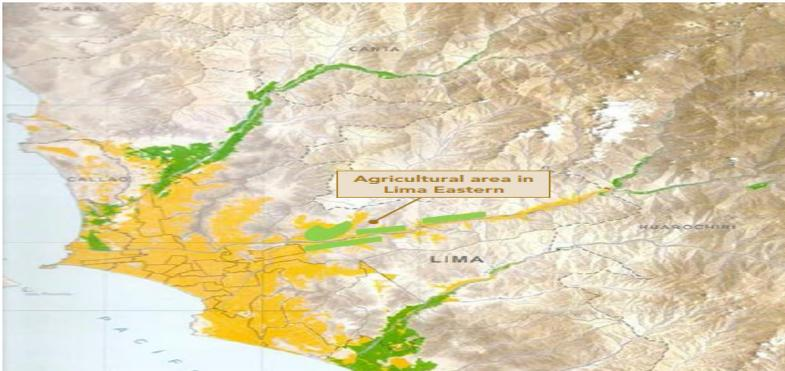 HUARAL
CANTA
CALLAO
Agricultural area in
Lima Eastern
HUAROCHIRI
LIMA
PACIF